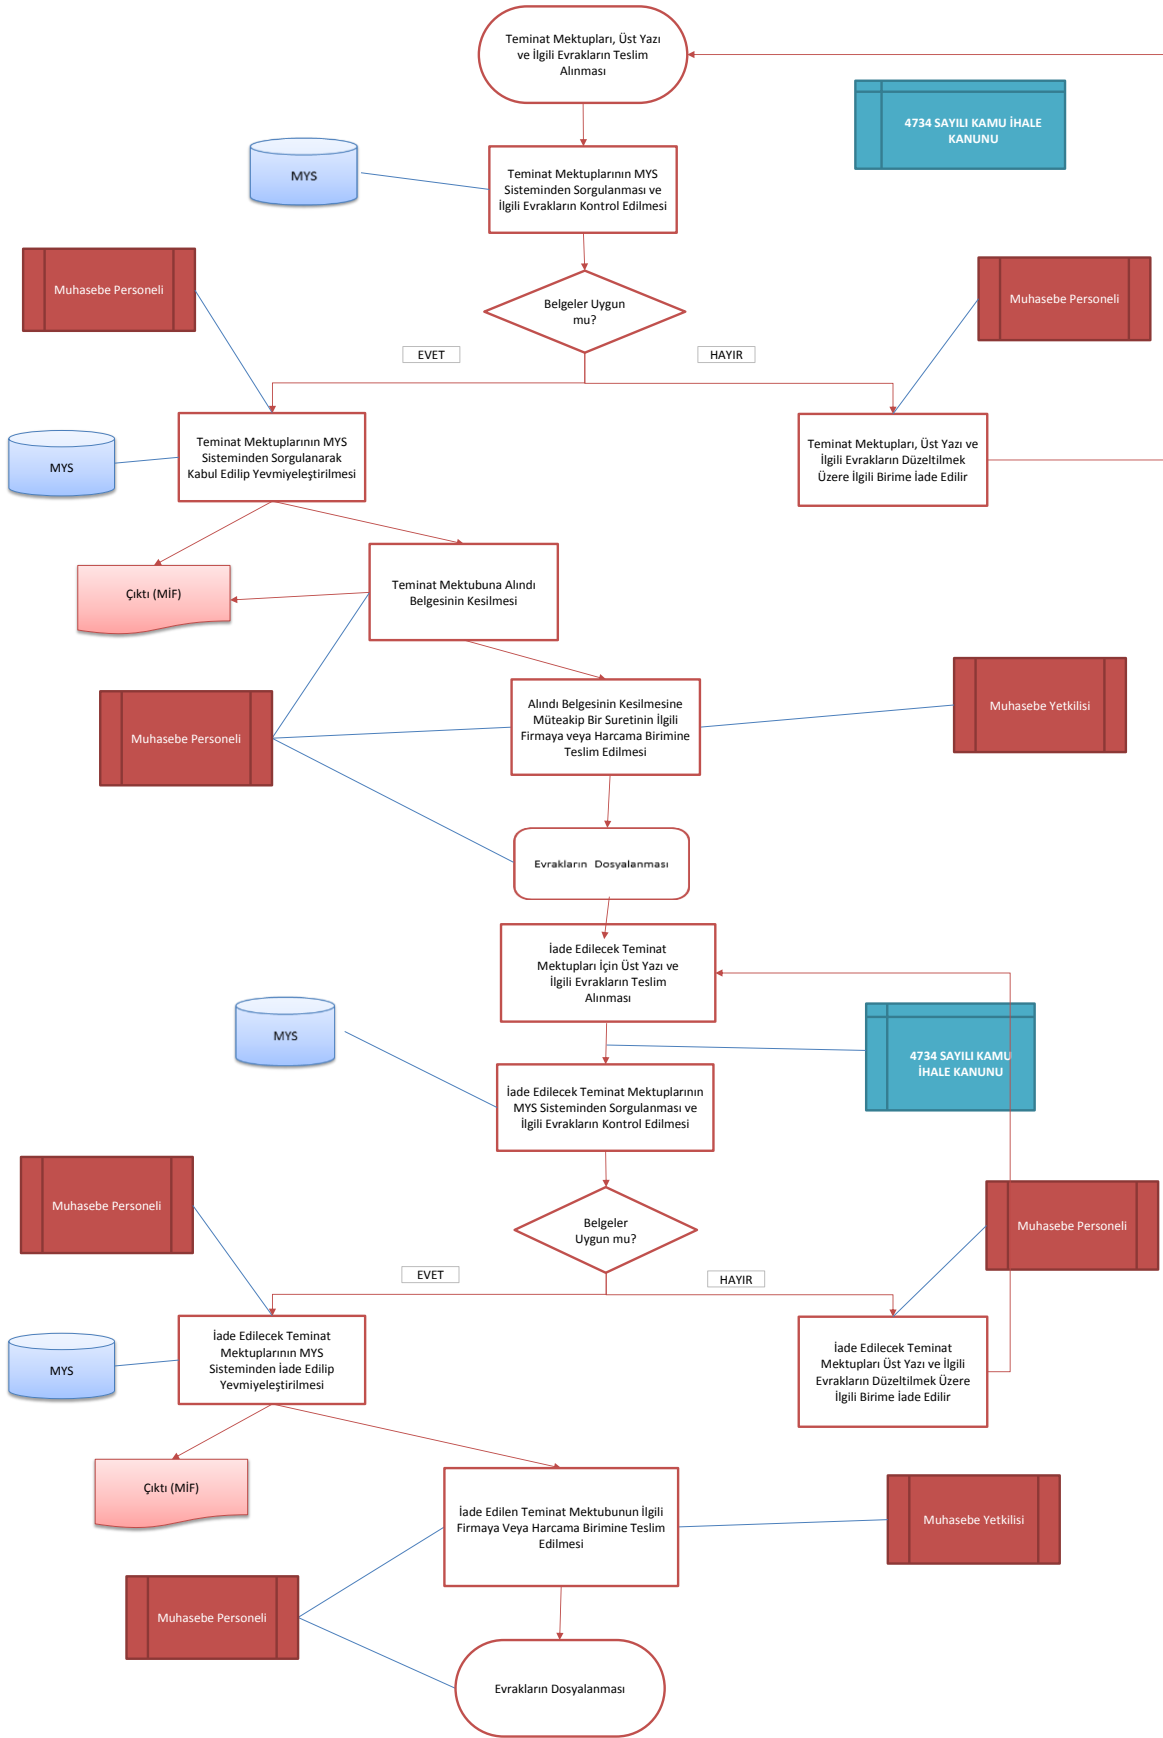 Teminat Mektupları, Üst Yazı
ve İlgili Evrakların Teslim
Alınması
4734 SAYILI KAMU İHALE
KANUNU
MYS
Teminat Mektuplarının MYS
Sisteminden Sorgulanması ve
İlgili Evrakların Kontrol Edilmesi
Muhasebe Personeli
Belgeler Uygun
mu?
Muhasebe Personeli
EVET
HAYIR
MYS
Teminat Mektuplarının MYS
Sisteminden Sorgulanarak
Kabul Edilip Yevmiyeleştirilmesi
Teminat Mektupları, Üst Yazı ve
İlgili Evrakların Düzeltilmek
Üzere İlgili Birime İade Edilir
Çıktı (MİF)
Teminat Mektubuna Alındı
Belgesinin Kesilmesi
Muhasebe Personeli
Alındı Belgesinin Kesilmesine
Müteakip Bir Suretinin İlgili
Firmaya veya Harcama Birimine
Teslim Edilmesi
Muhasebe Yetkilisi
Evrakların Dosyalanması
İade Edilecek Teminat
Mektupları İçin Üst Yazı ve
İlgili Evrakların Teslim
Alınması
MYS
4734 SAYILI KAMU
İHALE KANUNU
İade Edilecek Teminat Mektuplarının
MYS Sisteminden Sorgulanması ve
İlgili Evrakların Kontrol Edilmesi
Muhasebe Personeli
Belgeler
Uygun mu?
Muhasebe Personeli
EVET
HAYIR
MYS
İade Edilecek Teminat
Mektuplarının MYS
Sisteminden İade Edilip
Yevmiyeleştirilmesi
İade Edilecek Teminat
Mektupları Üst Yazı ve İlgili
Evrakların Düzeltilmek Üzere
İlgili Birime İade Edilir
Çıktı (MİF)
İade Edilen Teminat Mektubunun İlgili
Firmaya Veya Harcama Birimine Teslim
Edilmesi
Muhasebe Yetkilisi
Muhasebe Personeli
Evrakların Dosyalanması